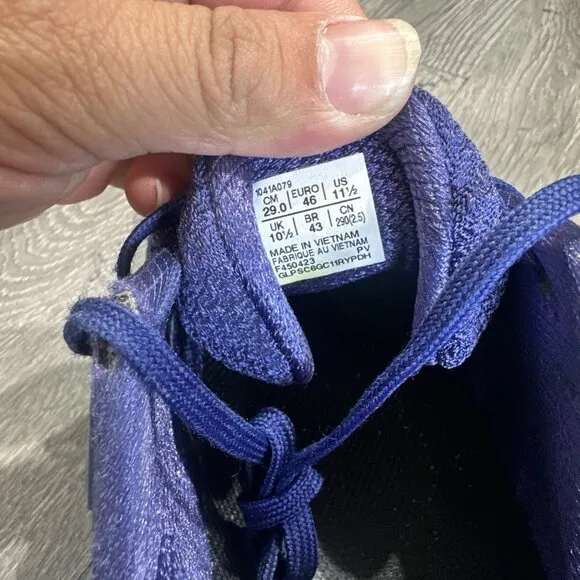 1041A079
CM EURO US
29.0 46 11½
UK BR CN
10½ 43 290(2.5)
MADE IN VIETNAM
FABRIQUE AU VIETNAM
F450423 PV
GLPSC6GC11RYPDH